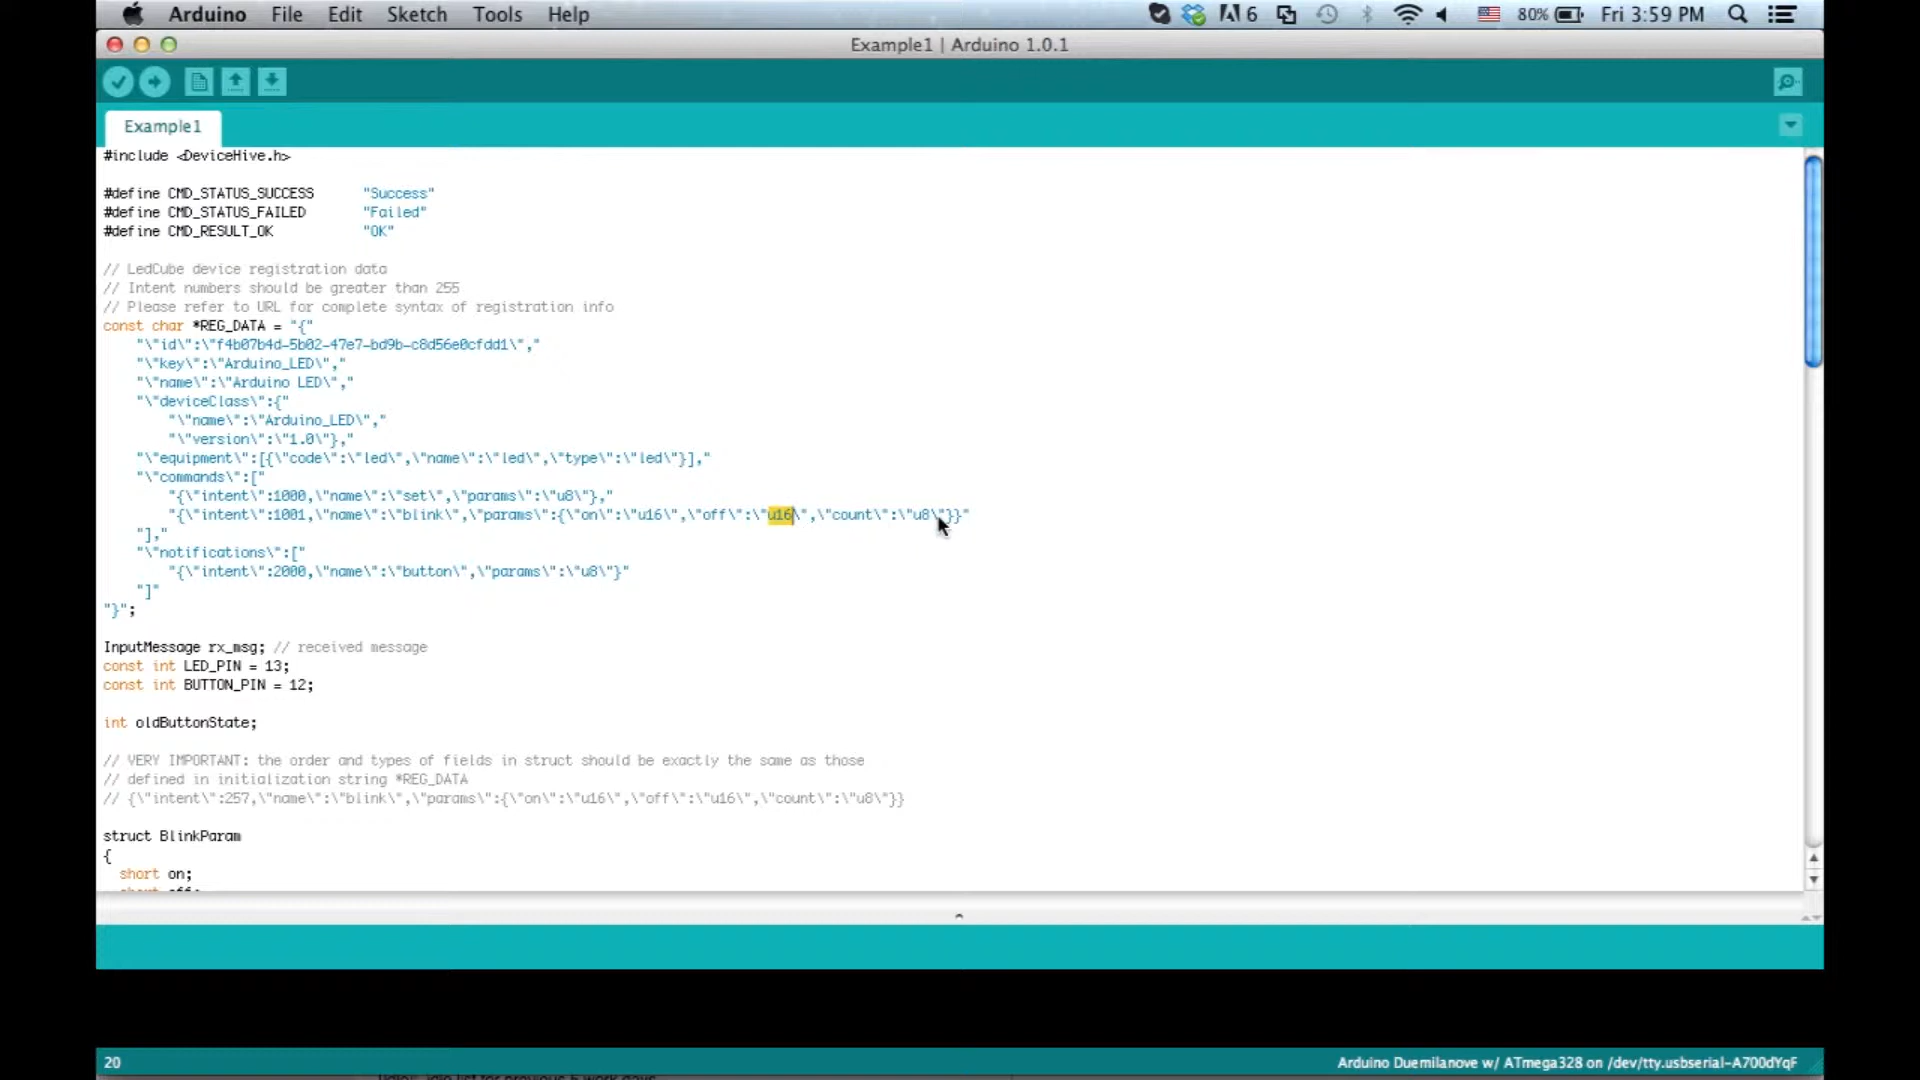 Arduino File Edit Sketch Tools Help 6 80% Fri 3:59 PM
Example1 | Arduino 1.0.1
Example1
#include <DeviceHive.h>
#define CMD_STATUS_SUCCESS "Success"
#define CMD_STATUS_FAILED "Failed"
#define CMD_RESULT_OK "OK"
// LedCube device registration data
// Intent numbers should be greater than 255
// Please refer to URL for complete syntax of registration info
const char *REG_DATA = "{"
"\"id\":\"f4b07b4d-5b02-47e7-bd9b-c8d56e0cfdd1\","
"\"key\":\"Arduino_LED\","
"\"name\":\"Arduino LED\","
"\"deviceClass\":{"
"\"name\":\"Arduino_LED\","
"\"version\":\"1.0\"},"
"\"equipment\":[{\"code\":\"led\",\"name\":\"led\",\"type\":\"led\"}],"
"\"commands\":["
"{\"intent\":1000,\"name\":\"set\",\"params\":\"u8\"},"
"{\"intent\":1001,\"name\":\"blink\",\"params\":{\"on\":\"u16\",\"off\":\"u16\",\"count\":\"u8\"}}"
"],"
"\"notifications\":["
"{\"intent\":2000,\"name\":\"button\",\"params\":\"u8\"}"
"]"
"}";
InputMessage rx_msg; // received message
const int LED_PIN = 13;
const int BUTTON_PIN = 12;
int oldButtonState;
// VERY IMPORTANT: the order and types of fields in struct should be exactly the same as those
// defined in initialization string *REG_DATA
// {\"intent\":257,\"name\":\"blink\",\"params\":{\"on\":\"u16\",\"off\":\"u16\",\"count\":\"u8\"}}
struct BlinkParam
{
short on;
20 Arduino Duemilanove w/ ATmega328 on /dev/tty.usbserial-A700dYqF